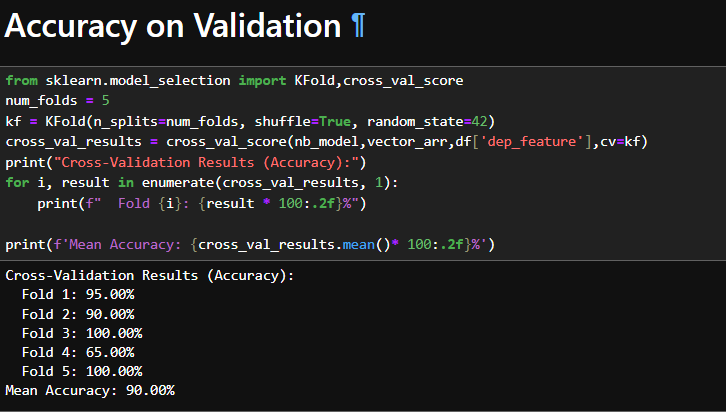 Accuracy on Validation ¶
from sklearn.model_selection import KFold,cross_val_score
num_folds = 5
kf = KFold(n_splits=num_folds, shuffle=True, random_state=42)
cross_val_results = cross_val_score(nb_model,vector_arr,df['dep_feature'],cv=kf)
print("Cross-Validation Results (Accuracy):")
for i, result in enumerate(cross_val_results, 1):
    print(f"  Fold {i}: {result * 100:.2f}%")
print(f'Mean Accuracy: {cross_val_results.mean()* 100:.2f}%')
Cross-Validation Results (Accuracy):
  Fold 1: 95.00%
  Fold 2: 90.00%
  Fold 3: 100.00%
  Fold 4: 65.00%
  Fold 5: 100.00%
Mean Accuracy: 90.00%